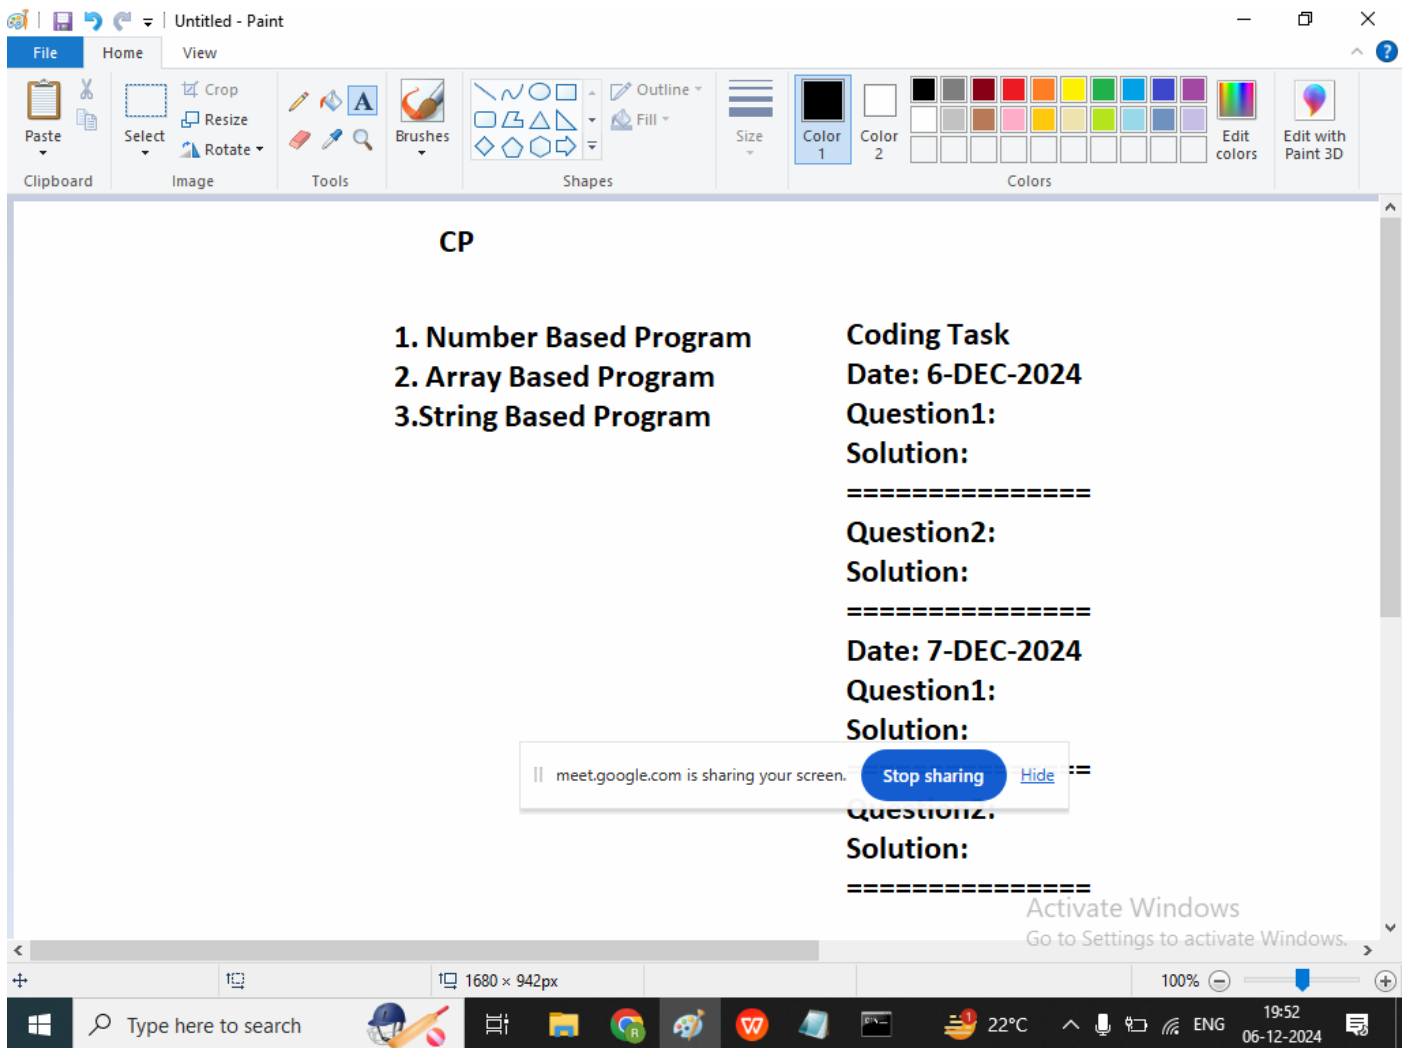 Untitled - Paint
File Home View
Paste
Clipboard
Select
Crop
Resize
Rotate
Image
A
Tools
Brushes
Outline
Fill
Shapes
Size
Color 1
Color 2
Edit colors
Edit with Paint 3D
Colors
CP
1. Number Based Program
2. Array Based Program
3.String Based Program
Coding Task
Date: 6-DEC-2024
Question1:
Solution:
===============
Question2:
Solution:
===============
Date: 7-DEC-2024
Question1:
Solution:
meet.google.com is sharing your screen. Stop sharing Hide
Question2:
Solution:
===============
Activate Windows
Go to Settings to activate Windows.
1680 × 942px
100%
Type here to search
22°C
ENG
19:52
06-12-2024